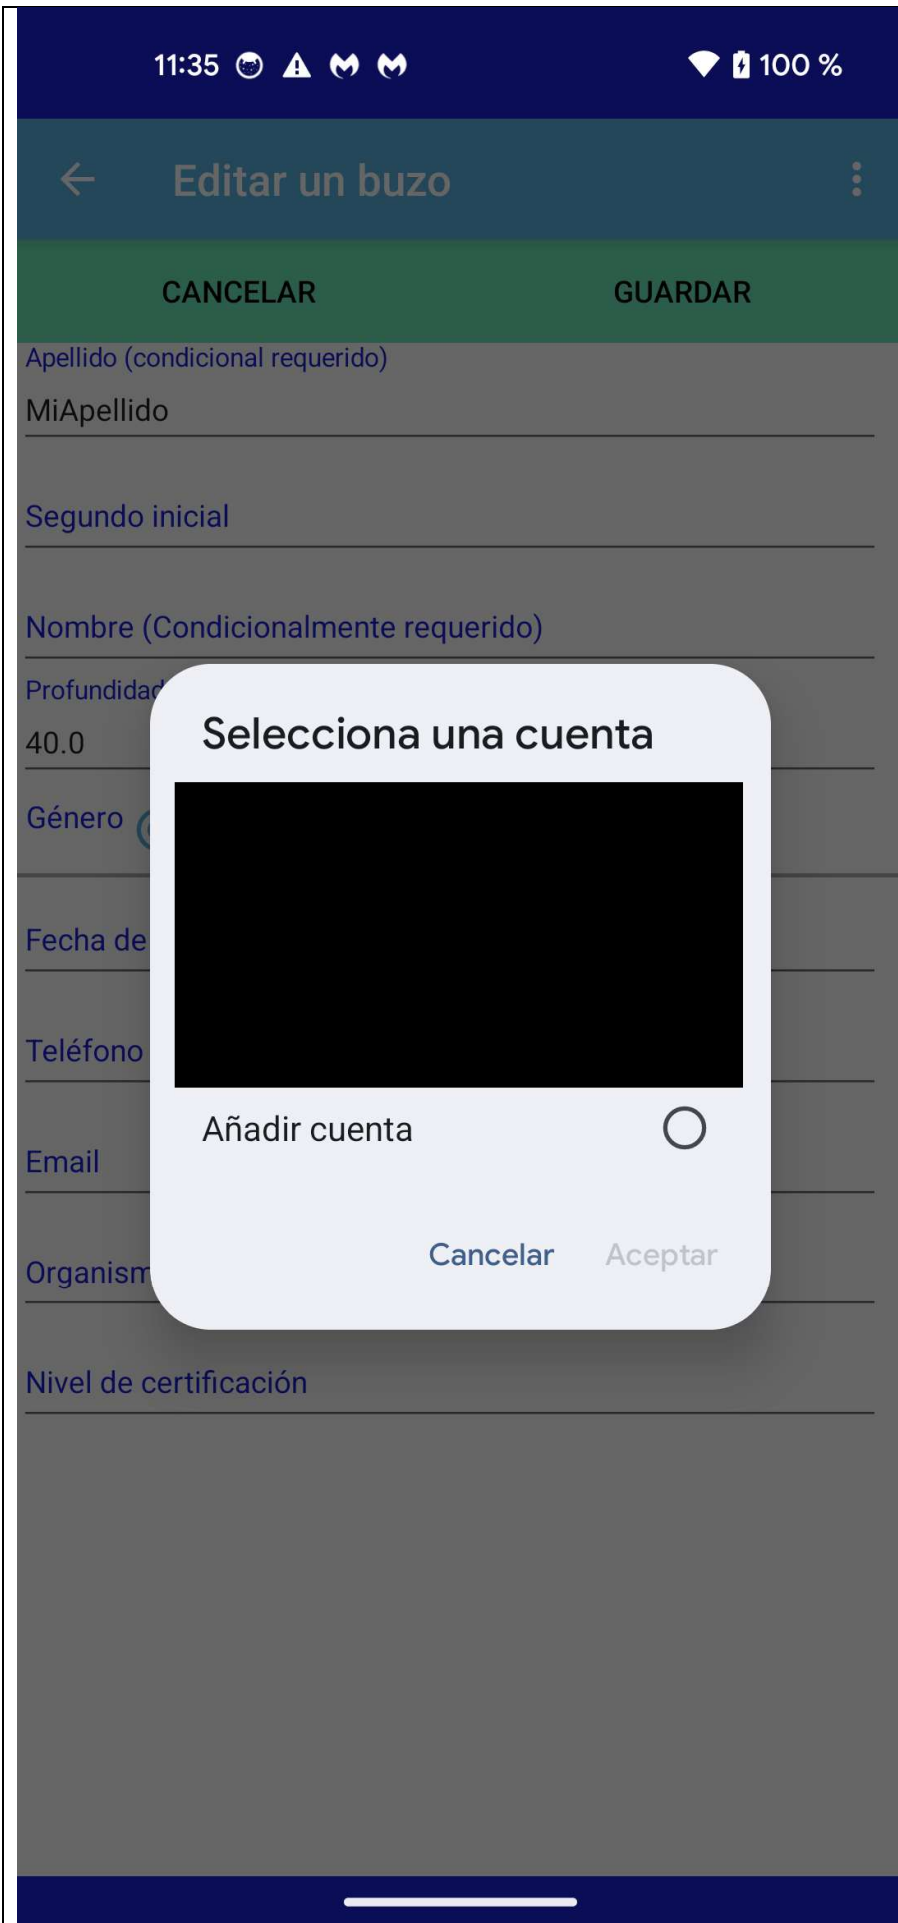 11:35 100 %
Editar un buzo
CANCELAR GUARDAR
Apellido (condicional requerido)
MiApellido
Segundo inicial
Nombre (Condicionalmente requerido)
Profundidad
40.0
Selecciona una cuenta
Género
Fecha de
Teléfono
Añadir cuenta
Email
Cancelar Aceptar
Organism
Nivel de certificación